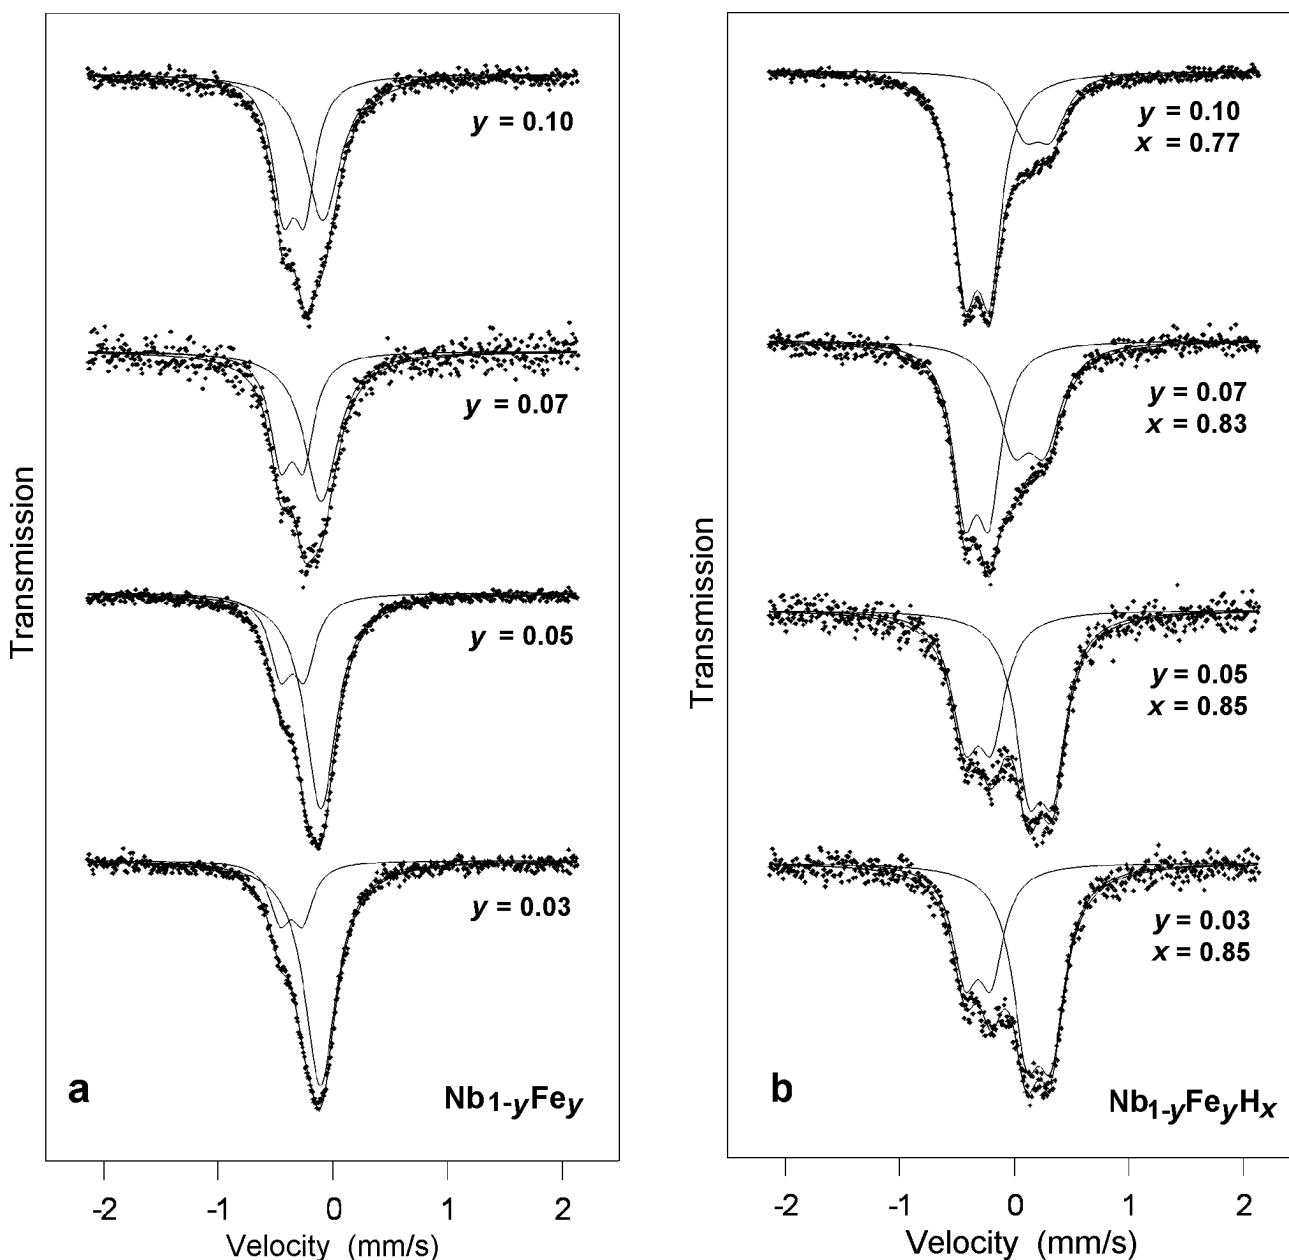 Transmission
y = 0.10
y = 0.07
y = 0.05
y = 0.03
a
Nb1-yFey
-2
-1
0
1
2
Velocity (mm/s)
Transmission
y = 0.10
x = 0.77
y = 0.07
x = 0.83
y = 0.05
x = 0.85
y = 0.03
x = 0.85
b
Nb1-yFeyHx
-2
-1
0
1
2
Velocity (mm/s)